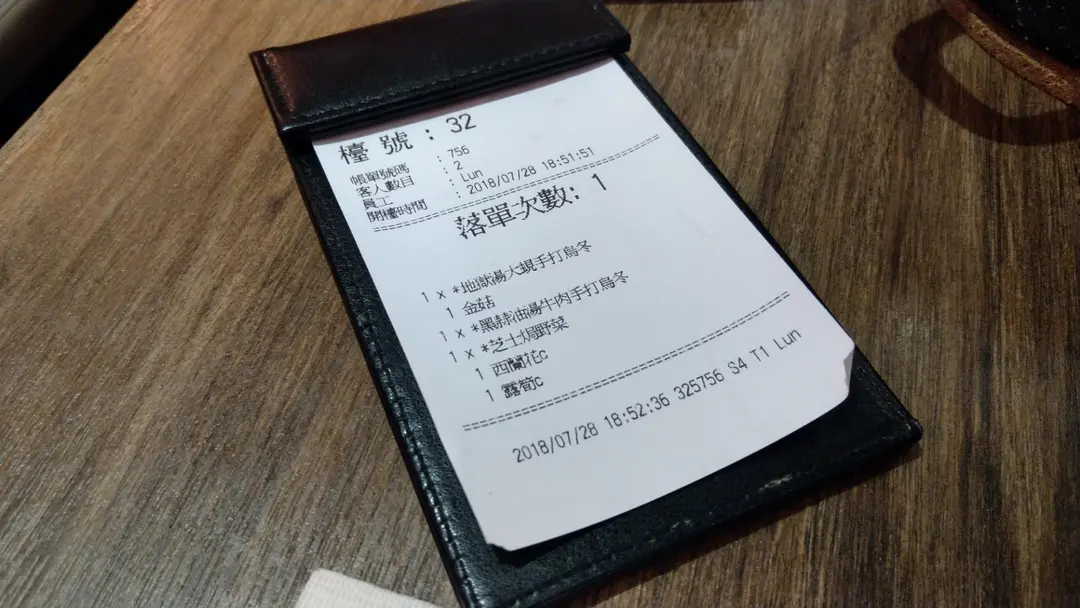 檯 號 : 32
帳單號碼 : 756
客人數目 : 2
員工 : Lun
開檯時間 : 2018/07/28 18:51:51
落單次數: 1
1 x *地獄湯大蜆手打烏冬
1 金菇
1 x *黑蒜油湯牛肉手打烏冬
1 x *芝士焗野菜
1 西蘭花c
1 露筍c
2018/07/28 18:52:36 325756 S4 T1 Lun